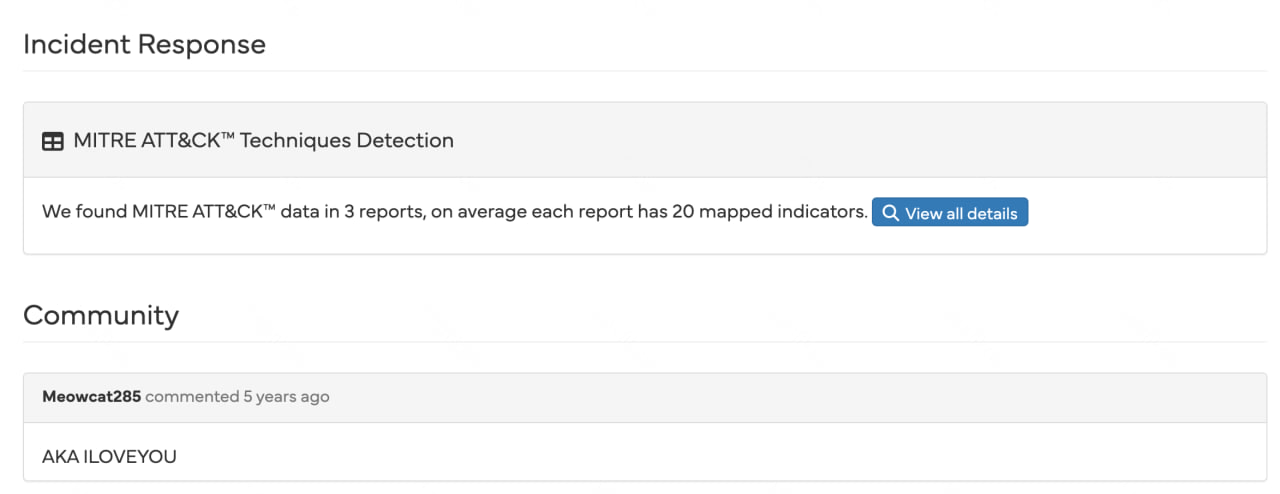 Incident Response
MITRE ATT&CK™ Techniques Detection
We found MITRE ATT&CK™ data in 3 reports, on average each report has 20 mapped indicators. View all details
Community
Meowcat285 commented 5 years ago
AKA ILOVEYOU